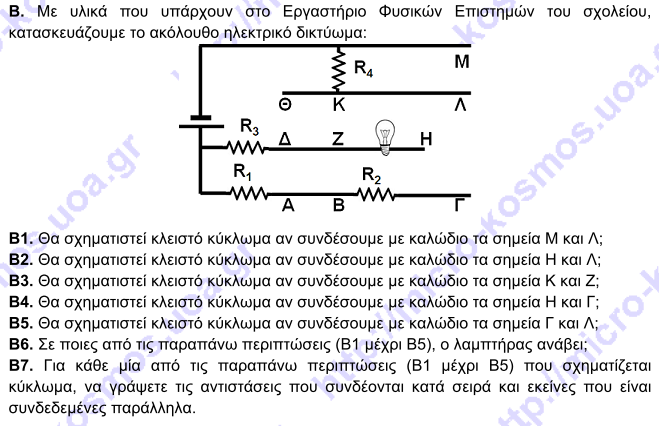 Β. Με υλικά που υπάρχουν στο Εργαστήριο Φυσικών Επιστημών του σχολείου,
κατασκευάζουμε το ακόλουθο ηλεκτρικό δικτύωμα:
R4 Μ
Θ Κ Λ
R3 Δ Ζ Η
R1 R2
Α Β Γ
Β1. Θα σχηματιστεί κλειστό κύκλωμα αν συνδέσουμε με καλώδιο τα σημεία Μ και Λ;
Β2. Θα σχηματιστεί κλειστό κύκλωμα αν συνδέσουμε με καλώδιο τα σημεία Η και Λ;
Β3. Θα σχηματιστεί κλειστό κύκλωμα αν συνδέσουμε με καλώδιο τα σημεία Κ και Ζ;
Β4. Θα σχηματιστεί κλειστό κύκλωμα αν συνδέσουμε με καλώδιο τα σημεία Η και Γ;
Β5. Θα σχηματιστεί κλειστό κύκλωμα αν συνδέσουμε με καλώδιο τα σημεία Γ και Λ;
Β6. Σε ποιες από τις παραπάνω περιπτώσεις (Β1 μέχρι Β5), ο λαμπτήρας ανάβει;
Β7. Για κάθε μία από τις παραπάνω περιπτώσεις (Β1 μέχρι Β5) που σχηματίζεται
κύκλωμα, να γράψετε τις αντιστάσεις που συνδέονται κατά σειρά και εκείνες που είναι
συνδεδεμένες παράλληλα.
http://micro-kosmos.uoa.gr